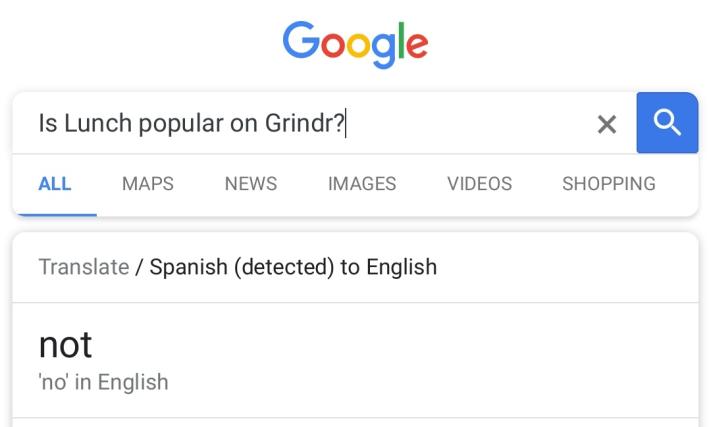 Google
Is Lunch popular on Grindr?
ALL MAPS NEWS IMAGES VIDEOS SHOPPING
Translate / Spanish (detected) to English
not
'no' in English